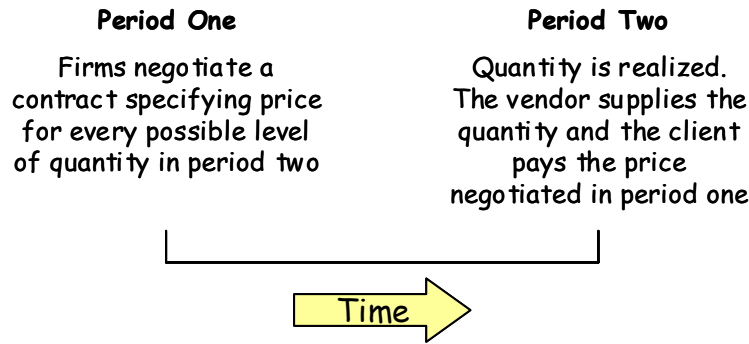 Period One
Firms negotiate a
contract specifying price
for every possible level
of quantity in period two
Period Two
Quantity is realized.
The vendor supplies the
quantity and the client
pays the price
negotiated in period one
Time